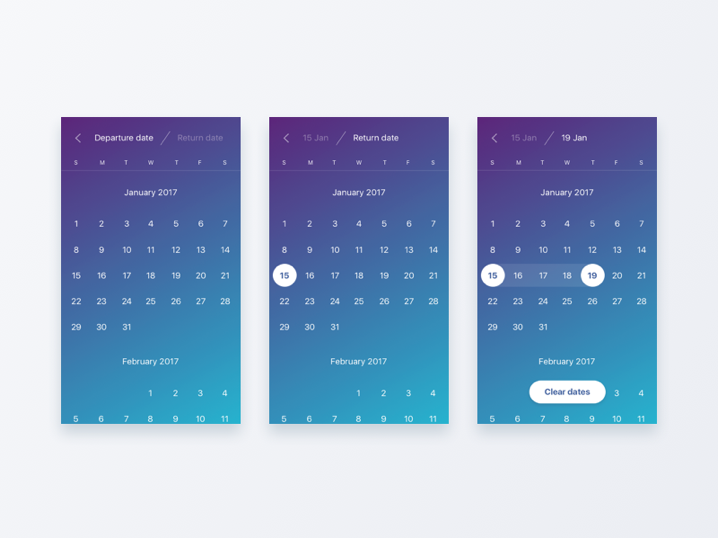 Departure date / Return date
S M T W T F S
January 2017
1 2 3 4 5 6 7
8 9 10 11 12 13 14
15 16 17 18 19 20 21
22 23 24 25 26 27 28
29 30 31
February 2017
1 2 3 4
5 6 7 8 9 10 11
15 Jan / Return date
S M T W T F S
January 2017
1 2 3 4 5 6 7
8 9 10 11 12 13 14
15 16 17 18 19 20 21
22 23 24 25 26 27 28
29 30 31
February 2017
1 2 3 4
5 6 7 8 9 10 11
15 Jan / 19 Jan
S M T W T F S
January 2017
1 2 3 4 5 6 7
8 9 10 11 12 13 14
15 16 17 18 19 20 21
22 23 24 25 26 27 28
29 30 31
February 2017
Clear dates 3 4
5 6 7 8 9 10 11